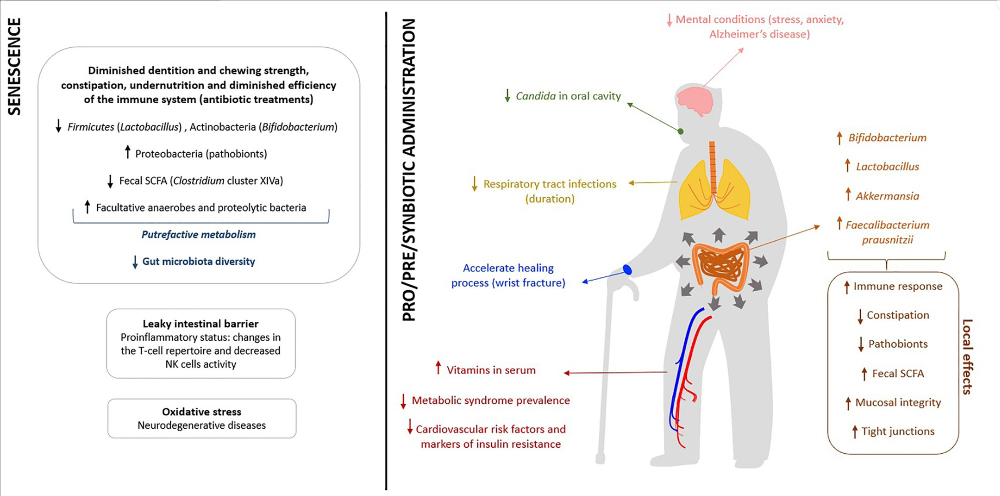 SENESCENCE
Diminished dentition and chewing strength,
constipation, undernutrition and diminished efficiency
of the immune system (antibiotic treatments)
↓ Firmicutes (Lactobacillus) , Actinobacteria (Bifidobacterium)
↑ Proteobacteria (pathobionts)
↓ Fecal SCFA (Clostridium cluster XIVa)
↑ Facultative anaerobes and proteolytic bacteria
Putrefactive metabolism
↓ Gut microbiota diversity
Leaky intestinal barrier
Proinflammatory status: changes in
the T-cell repertoire and decreased
NK cells activity
Oxidative stress
Neurodegenerative diseases
PRO/PRE/SYNBIOTIC ADMINISTRATION
↓ Mental conditions (stress, anxiety,
Alzheimer’s disease)
↓ Candida in oral cavity
↓ Respiratory tract infections
(duration)
Accelerate healing
process (wrist fracture)
↑ Vitamins in serum
↓ Metabolic syndrome prevalence
↓ Cardiovascular risk factors and
markers of insulin resistance
↑ Bifidobacterium
↑ Lactobacillus
↑ Akkermansia
↑ Faecalibacterium
prausnitzii
↑ Immune response
↓ Constipation
↓ Pathobionts
↑ Fecal SCFA
↑ Mucosal integrity
↑ Tight junctions
Local effects